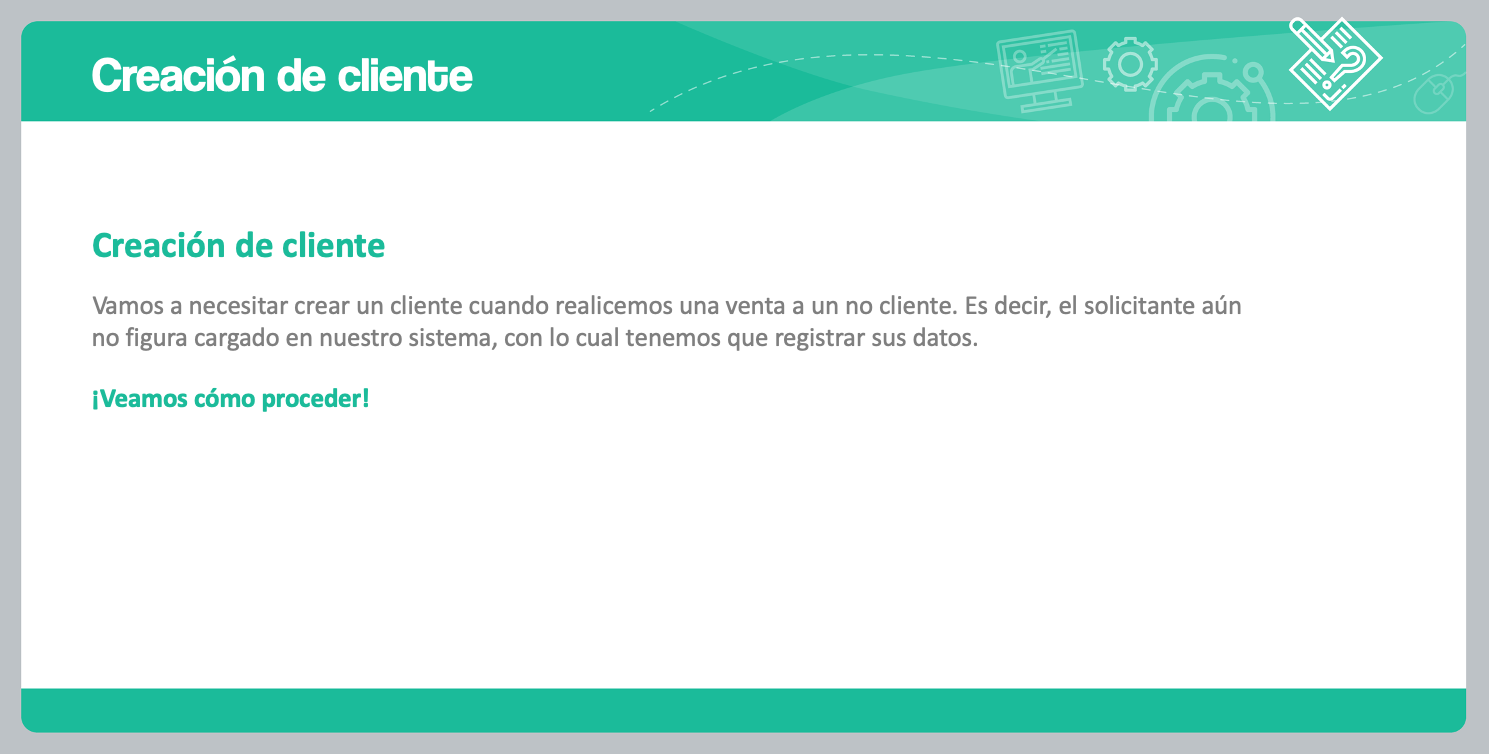 Creación de cliente
Creación de cliente
Vamos a necesitar crear un cliente cuando realicemos una venta a un no cliente. Es decir, el solicitante aún
no figura cargado en nuestro sistema, con lo cual tenemos que registrar sus datos.
¡Veamos cómo proceder!